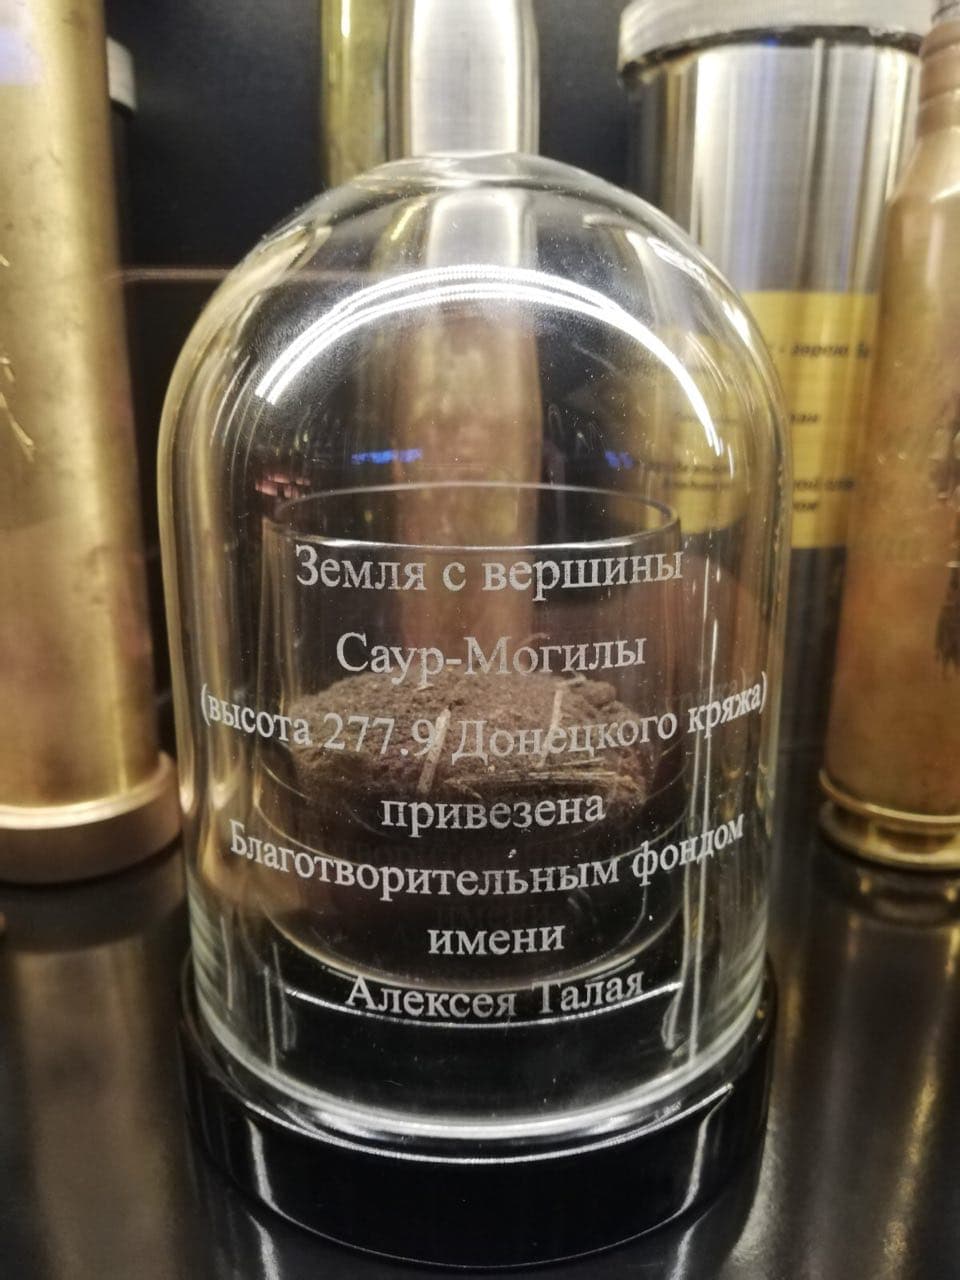 Земля с вершины
Саур-Могилы
(высота 277.9 Донецкого кряжа)
привезена
Благотворительным фондом
имени
Алексея Талая